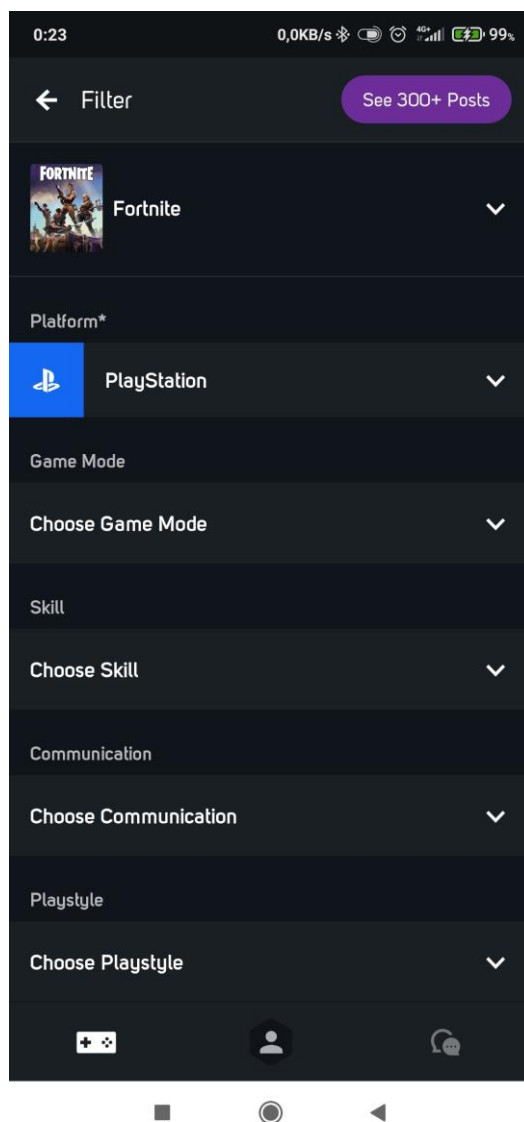 0:23
0,0KB/s 4G+ 99%
Filter
See 300+ Posts
FORTNITE
Fortnite
Platform*
PlayStation
Game Mode
Choose Game Mode
Skill
Choose Skill
Communication
Choose Communication
Playstyle
Choose Playstyle